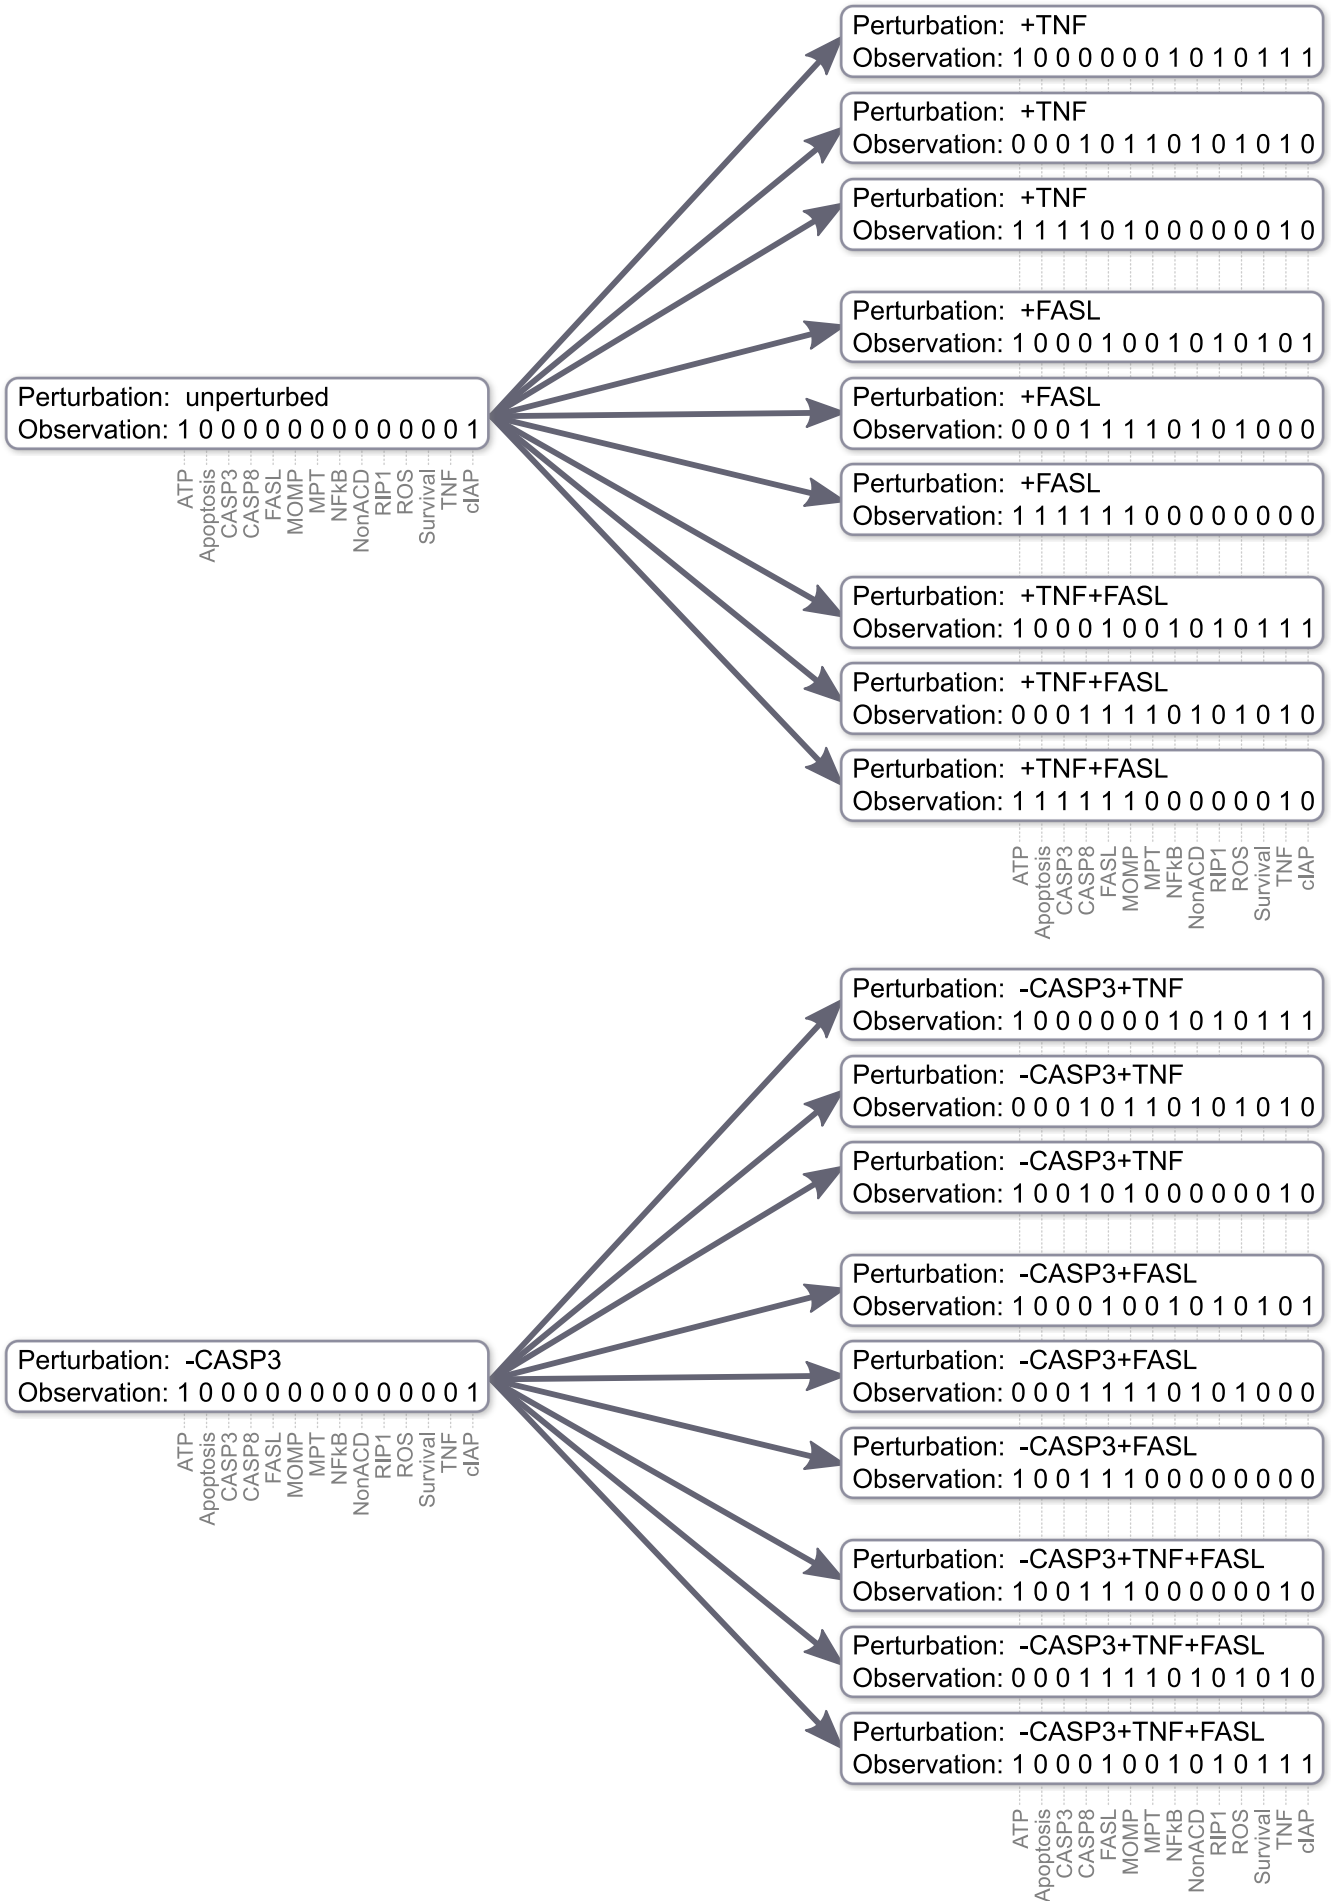 Perturbation: +TNF
Observation: 1 0 0 0 0 0 0 1 0 1 0 1 1 1
Perturbation: +TNF
Observation: 0 0 0 1 0 1 1 0 1 0 1 0 1 0
Perturbation: +TNF
Observation: 1 1 1 1 0 1 0 0 0 0 0 0 1 0
Perturbation: +FASL
Observation: 1 0 0 0 1 0 0 1 0 1 0 1 0 1
Perturbation: unperturbed
Observation: 1 0 0 0 0 0 0 0 0 0 0 0 0 1
ATP
Apoptosis
CASP3
CASP8
FASL
MOMP
MPT
NFkB
NonACD
RIP1
ROS
Survival
TNF
cIAP
Perturbation: +FASL
Observation: 0 0 0 1 1 1 1 0 1 0 1 0 0 0
Perturbation: +FASL
Observation: 1 1 1 1 1 1 0 0 0 0 0 0 0 0
Perturbation: +TNF+FASL
Observation: 1 0 0 0 1 0 0 1 0 1 0 1 1 1
Perturbation: +TNF+FASL
Observation: 0 0 0 1 1 1 1 0 1 0 1 0 1 0
Perturbation: +TNF+FASL
Observation: 1 1 1 1 1 1 0 0 0 0 0 0 1 0
ATP
Apoptosis
CASP3
CASP8
FASL
MOMP
MPT
NFkB
NonACD
RIP1
ROS
Survival
TNF
cIAP
Perturbation: -CASP3+TNF
Observation: 1 0 0 0 0 0 0 1 0 1 0 1 1 1
Perturbation: -CASP3+TNF
Observation: 0 0 0 1 0 1 1 0 1 0 1 0 1 0
Perturbation: -CASP3+TNF
Observation: 1 0 0 1 0 1 0 0 0 0 0 0 1 0
Perturbation: -CASP3+FASL
Observation: 1 0 0 0 1 0 0 1 0 1 0 1 0 1
Perturbation: -CASP3
Observation: 1 0 0 0 0 0 0 0 0 0 0 0 0 1
ATP
Apoptosis
CASP3
CASP8
FASL
MOMP
MPT
NFkB
NonACD
RIP1
ROS
Survival
TNF
cIAP
Perturbation: -CASP3+FASL
Observation: 0 0 0 1 1 1 1 0 1 0 1 0 0 0
Perturbation: -CASP3+FASL
Observation: 1 0 0 1 1 1 0 0 0 0 0 0 0 0
Perturbation: -CASP3+TNF+FASL
Observation: 1 0 0 1 1 1 0 0 0 0 0 0 1 0
Perturbation: -CASP3+TNF+FASL
Observation: 0 0 0 1 1 1 1 0 1 0 1 0 1 0
Perturbation: -CASP3+TNF+FASL
Observation: 1 0 0 0 1 0 0 1 0 1 0 1 1 1
ATP
Apoptosis
CASP3
CASP8
FASL
MOMP
MPT
NFkB
NonACD
RIP1
ROS
Survival
TNF
cIAP